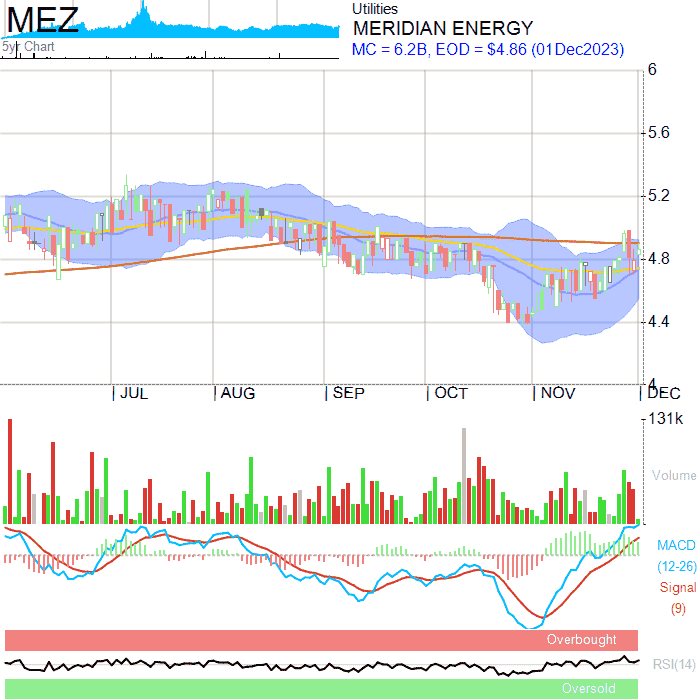 MEZ
5yr Chart
Utilities
MERIDIAN ENERGY
MC = 6.2B, EOD = $4.86 (01Dec2023)
6
5.6
5.2
4.8
4.4
4
JUL AUG SEP OCT NOV DEC
131k
Volume
MACD
(12-26)
Signal
(9)
Overbought
RSI(14)
Oversold